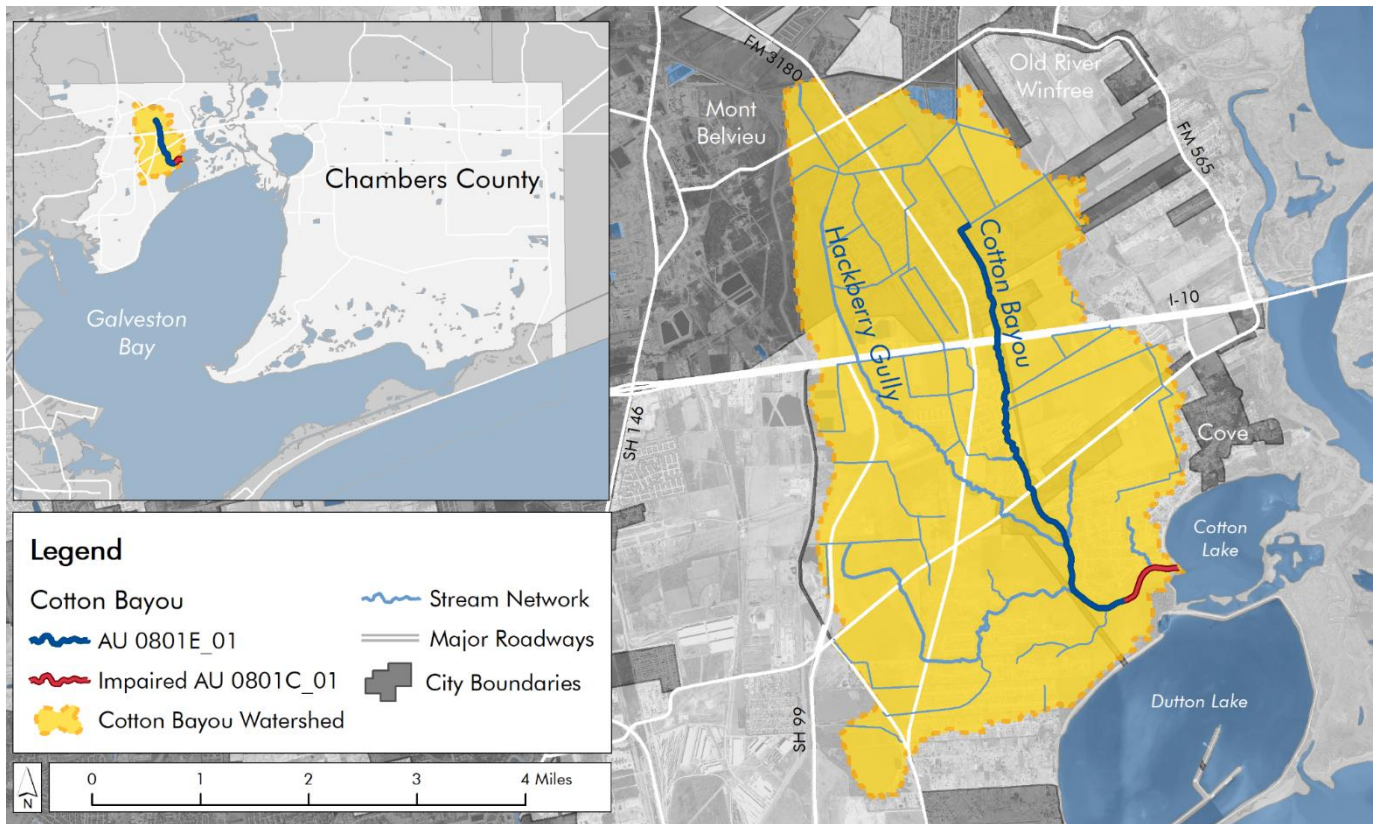 Chambers County
Galveston
Bay
Legend
Cotton Bayou
AU 0801E_01
Impaired AU 0801C_01
Cotton Bayou Watershed
Stream Network
Major Roadways
City Boundaries
N
0 1 2 3 4 Miles
FM 3180
Old River
Winfree
Mont
Belvieu
FM 565
Hackberry Gully
Cotton Bayou
I-10
SH 146
Cove
Cotton
Lake
Dutton Lake
SH 99